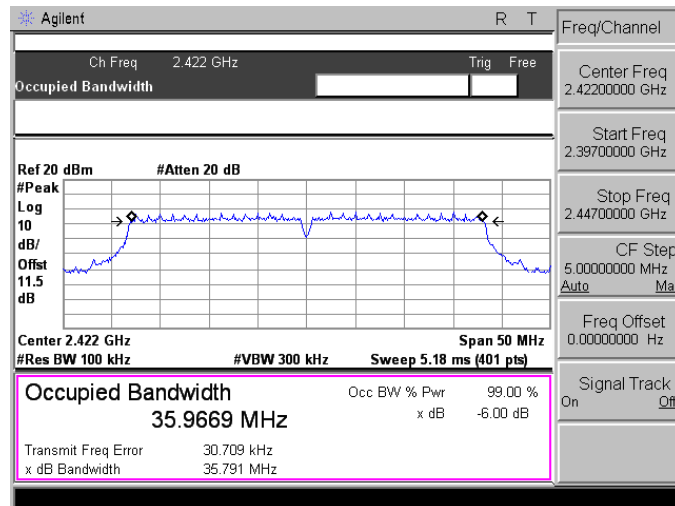 Agilent R T
Ch Freq 2.422 GHz Trig Free
Occupied Bandwidth
Ref 20 dBm #Atten 20 dB
#Peak
Log
10
dB/
Offst
11.5
dB
Center 2.422 GHz Span 50 MHz
#Res BW 100 kHz #VBW 300 kHz Sweep 5.18 ms (401 pts)
Occupied Bandwidth Occ BW % Pwr 99.00 %
35.9669 MHz x dB -6.00 dB
Transmit Freq Error 30.709 kHz
x dB Bandwidth 35.791 MHz
Freq/Channel
Center Freq
2.42200000 GHz
Start Freq
2.39700000 GHz
Stop Freq
2.44700000 GHz
CF Step
5.00000000 MHz
Auto Ma
Freq Offset
0.00000000 Hz
Signal Track
On Off